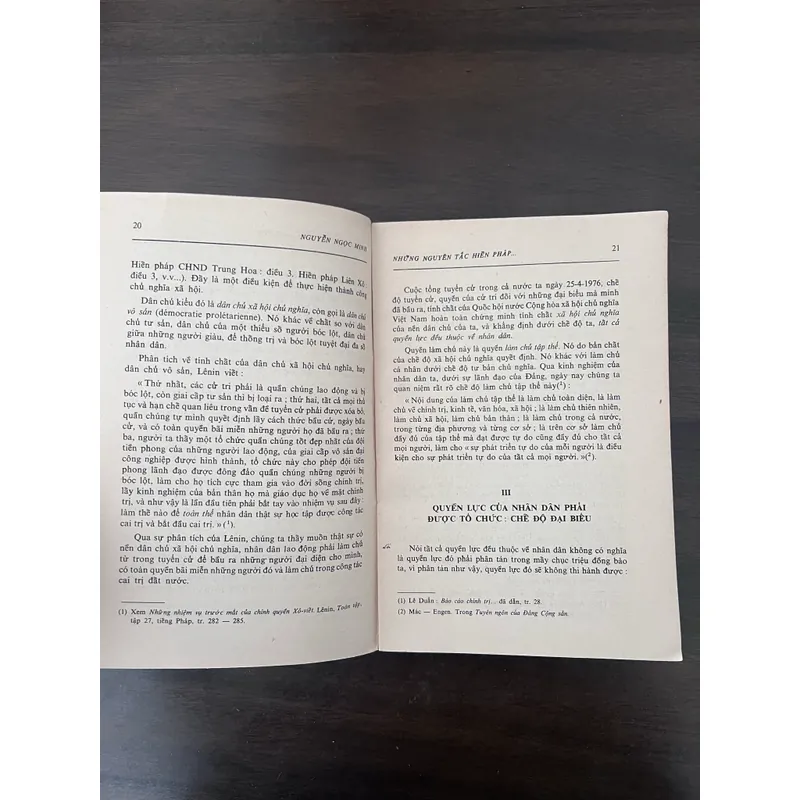 20
NGUYỄN NGỌC MINH
Hiến pháp CHND Trung Hoa : điều 3. Hiến pháp Liên Xô :
điều 3, v.v...). Đây là một điều kiện để thực hiện thành công
chủ nghĩa xã hội.
Dân chủ kiểu đó là dân chủ xã hội chủ nghĩa, còn gọi là dân chủ
vô sản (démocratie prolétarienne). Nó khác về chất so với dân
chủ tư sản, dân chủ của một thiểu số người bóc lột, dân chủ
giữa những người giàu, để thống trị và bóc lột tuyệt đại đa số
nhân dân.
Phân tích về tính chất của dân chủ xã hội chủ nghĩa, hay
dân chủ vô sản, Lênin viết :
« Thứ nhất, các cử tri phải là quần chúng lao động và bị
bóc lột, còn giai cấp tư sản thì bị loại ra ; thứ hai, tất cả mọi thủ
tục và hạn chế quan liêu trong vấn đề tuyển cử phải được xóa bỏ,
quần chúng tự mình quyết định lấy cách thức bầu cử, ngày bầu
cử, và có toàn quyền bãi miễn những người họ đã bầu ra ; thứ
ba, người ta thấy một tổ chức quần chúng tốt đẹp nhất của đội
tiền phong của những người lao động, của giai cấp vô sản đại
công nghiệp được hình thành, tổ chức này cho phép đội tiền
phong lãnh đạo được đông đảo quần chúng những người bị
bóc lột, làm cho họ tích cực tham gia vào đời sống chính trị,
lấy kinh nghiệm của bản thân họ mà giáo dục họ về mặt chính
trị, và như vậy là lần đầu tiên phải bắt tay vào nhiệm vụ sau đây :
làm thế nào để toàn thể nhân dân thật sự học tập được công tác
cai trị và bắt đầu cai trị. » (¹).
Qua sự phân tích của Lênin, chúng ta thấy muốn thật sự có
nền dân chủ xã hội chủ nghĩa, nhân dân lao động phải làm chủ
từ trong tuyển cử để bầu ra những người đại diện cho mình,
có toàn quyền bãi miễn những người đó và làm chủ trong công tác
cai trị đất nước.
(1) Xem Những nhiệm vụ trước mắt của chính quyền Xô-viết. Lênin, Toàn tập,
tập 27, tiếng Pháp, tr. 282 — 285.
NHỮNG NGUYÊN TẮC HIẾN PHÁP...
21
Cuộc tổng tuyển cử trong cả nước ta ngày 25-4-1976, chế
độ tuyển cử, quyền của cử tri đối với những đại biểu mà mình
đã bầu ra, tính chất của Quốc hội nước Cộng hòa xã hội chủ nghĩa
Việt Nam hoàn toàn chứng minh tính chất xã hội chủ nghĩa
của nền dân chủ của ta, và khẳng định dưới chế độ ta, tất cả
quyền lực đều thuộc về nhân dân.
Quyền làm chủ này là quyền làm chủ tập thể. Nó do bản chất
của chế độ xã hội chủ nghĩa quyết định. Nó khác với làm chủ
cá nhân dưới chế độ tư bản chủ nghĩa. Qua kinh nghiệm của
nhân dân ta, dưới sự lãnh đạo của Đảng, ngày nay chúng ta
quan niệm rất rõ chế độ làm chủ tập thể này(¹) :
« Nội dung của làm chủ tập thể là làm chủ toàn diện, là làm
chủ về chính trị, kinh tế, văn hóa, xã hội ; là làm chủ thiên nhiên,
làm chủ xã hội, làm chủ bản thân ; là làm chủ trong cả nước,
trong từng địa phương và từng cơ sở ; là trên cơ sở làm chủ
đầy đủ của tập thể mà đạt được tự do cũng đầy đủ cho tất cả
mọi người, làm cho « sự phát triển tự do của mỗi người là điều
kiện cho sự phát triển tự do của tất cả mọi người. »(²).
III
QUYỀN LỰC CỦA NHÂN DÂN PHẢI
ĐƯỢC TỔ CHỨC : CHẾ ĐỘ ĐẠI BIỂU
Nói tất cả quyền lực đều thuộc về nhân dân không có nghĩa
là quyền lực đó phải phân tán trong mấy chục triệu đồng bào
ta, vì phân tán như vậy, quyền lực đó sẽ không thi hành được :
(1) Lê Duẩn : Báo cáo chính trị... đã dẫn, tr. 28.
(2) Mác — Engen. Trong Tuyên ngôn của Đảng Cộng sản.